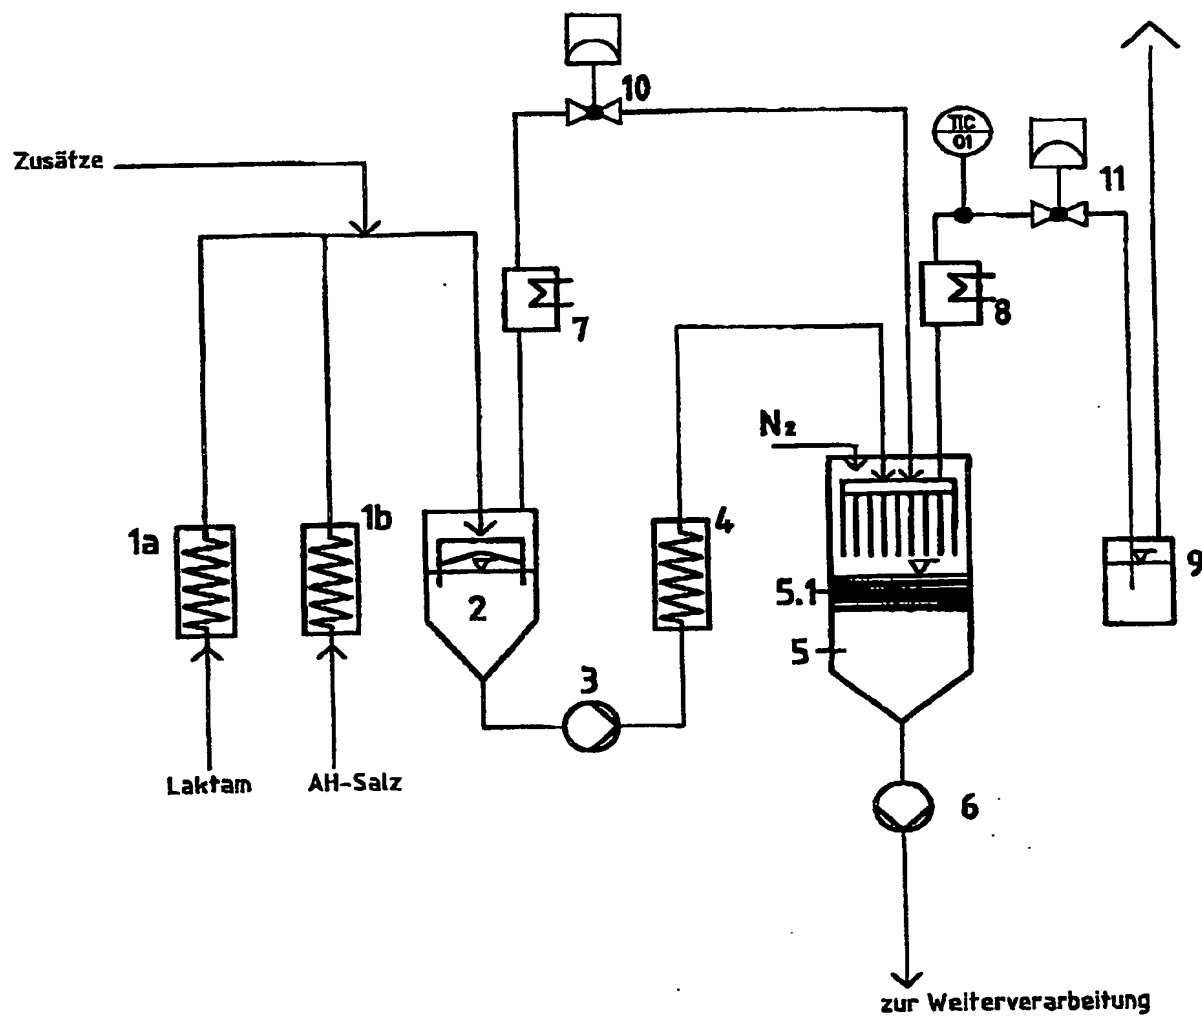 10
TIC
01
11
Zusätze
7
8
N₂
1a
1b
4
9
2
5.1
5
3
Laktam
AH-Salz
6
zur Weiterverarbeitung